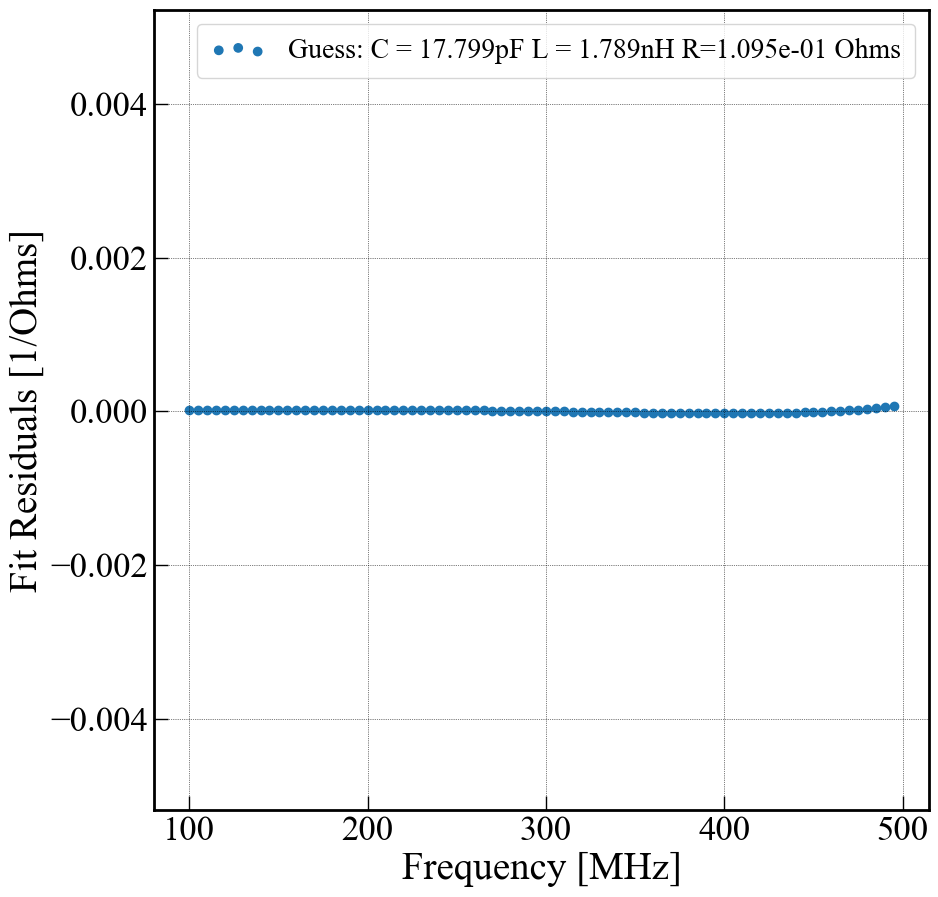 Guess: C = 17.799pF L = 1.789nH R=1.095e-01 Ohms
0.004
0.002
0.000
−0.002
−0.004
Fit Residuals [1/Ohms]
100 200 300 400 500
Frequency [MHz]